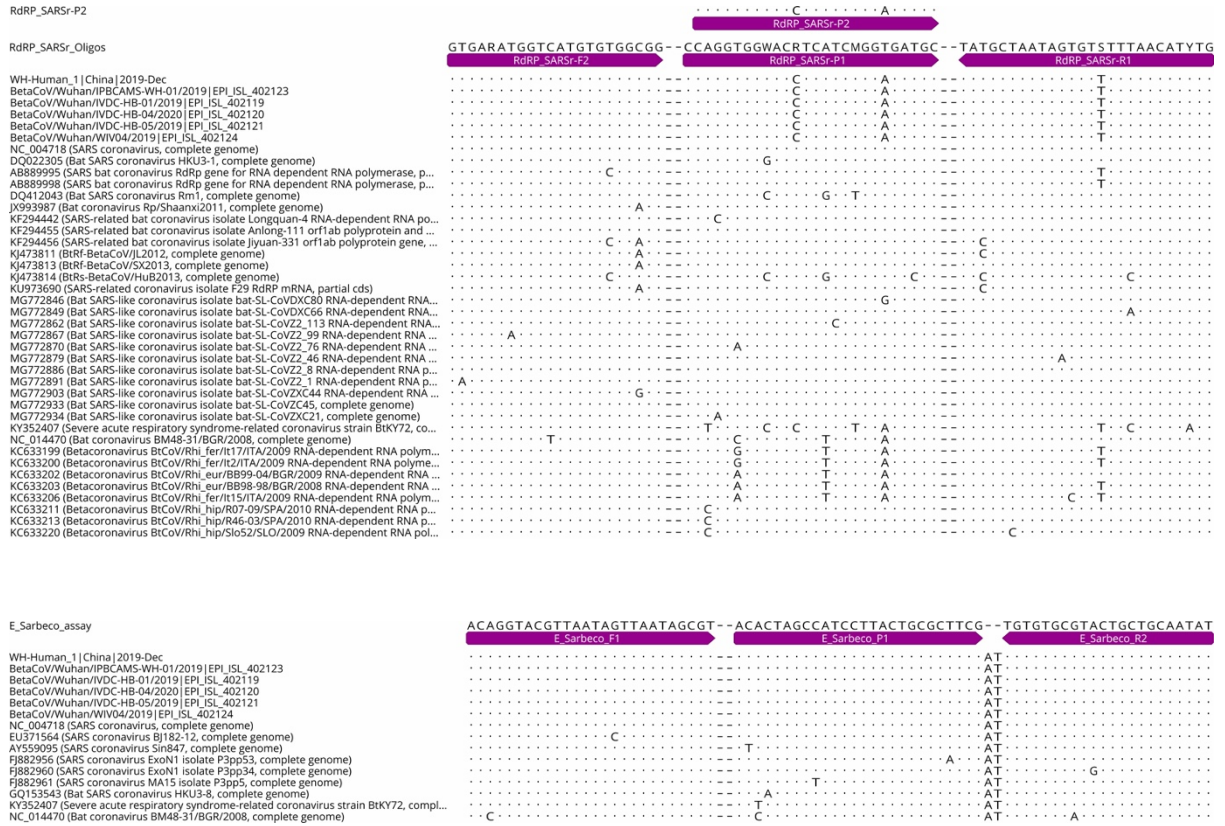 RdRP_SARSr-P2 C A
RdRP_SARSr-P2
RdRP_SARSr_Oligos GTGARATGGTCATGTGTGGCGG--CCAGGTGGWACRTCATCMGGTGATGC--TATGCTAATAGTGTSTTTAACATYTG
RdRP_SARSr-F2 RdRP_SARSr-P1 RdRP_SARSr-R1
WH-Human_1|China|2019-Dec -- C A -- T
BetaCoV/Wuhan/IPBCAMS-WH-01/2019|EPI_ISL_402123 -- C A -- T
BetaCoV/Wuhan/IVDC-HB-01/2019|EPI_ISL_402119 -- C A -- T
BetaCoV/Wuhan/IVDC-HB-04/2020|EPI_ISL_402120 -- C A -- T
BetaCoV/Wuhan/IVDC-HB-05/2019|EPI_ISL_402121 -- C A -- T
BetaCoV/Wuhan/WIV04/2019|EPI_ISL_402124 -- C A -- T
NC_004718 (SARS coronavirus, complete genome) -- --
DQ022305 (Bat SARS coronavirus HKU3-1, complete genome) -- G --
AB889995 (SARS bat coronavirus RdRp gene for RNA dependent RNA polymerase, p... C -- -- T
AB889998 (SARS bat coronavirus RdRp gene for RNA dependent RNA polymerase, p... -- -- T
DQ412043 (Bat SARS coronavirus Rm1, complete genome) -- C G T --
JX993987 (Bat coronavirus Rp/Shaanxi2011, complete genome) A -- --
KF294442 (SARS-related bat coronavirus isolate Longquan-4 RNA-dependent RNA po... -- G --
KF294455 (SARS-related bat coronavirus isolate Anlong-111 orf1ab polyprotein and ... -- --
KF294456 (SARS-related bat coronavirus isolate Jiyuan-331 orf1ab polyprotein gene, ... C A -- -- C
KJ473811 (BtRf-BetaCoV/JL2012, complete genome) A -- -- C
KJ473813 (BtRf-BetaCoV/SX2013, complete genome) A -- --
KJ473814 (BtRs-BetaCoV/HuB2013, complete genome) C -- C G C -- C C
KU973690 (SARS-related coronavirus isolate F29 RdRP mRNA, partial cds) A -- -- C
MG772846 (Bat SARS-like coronavirus isolate bat-SL-CoVDXC80 RNA-dependent RNA... -- G --
MG772849 (Bat SARS-like coronavirus isolate bat-SL-CoVDXC66 RNA-dependent RNA... -- -- A
MG772862 (Bat SARS-like coronavirus isolate bat-SL-CoVZ2_113 RNA-dependent RNA... -- C --
MG772867 (Bat SARS-like coronavirus isolate bat-SL-CoVZ2_99 RNA-dependent RNA ... A -- --
MG772870 (Bat SARS-like coronavirus isolate bat-SL-CoVZ2_76 RNA-dependent RNA ... -- A --
MG772879 (Bat SARS-like coronavirus isolate bat-SL-CoVZ2_46 RNA-dependent RNA ... -- -- A
MG772886 (Bat SARS-like coronavirus isolate bat-SL-CoVZ2_8 RNA-dependent RNA p... -- --
MG772891 (Bat SARS-like coronavirus isolate bat-SL-CoVZ2_1 RNA-dependent RNA p... A -- --
MG772903 (Bat SARS-like coronavirus isolate bat-SL-CoVZXC44 RNA-dependent RNA ... G -- --
MG772933 (Bat SARS-like coronavirus isolate bat-SL-CoVZC45, complete genome) -- --
MG772934 (Bat SARS-like coronavirus isolate bat-SL-CoVZXC21, complete genome) -- A --
KY352407 (Severe acute respiratory syndrome-related coronavirus strain BtKY72, co... -- T C C T A -- T C A
NC_014470 (Bat coronavirus BM48-31/BGR/2008, complete genome) T -- C T A -- T
KC633199 (Betacoronavirus BtCoV/Rhi_fer/It17/ITA/2009 RNA-dependent RNA polym... -- G T A -- T
KC633200 (Betacoronavirus BtCoV/Rhi_fer/It2/ITA/2009 RNA-dependent RNA polyme... -- G T A -- T
KC633202 (Betacoronavirus BtCoV/Rhi_eur/BB99-04/BGR/2009 RNA-dependent RNA ... -- A T A --
KC633203 (Betacoronavirus BtCoV/Rhi_eur/BB98-98/BGR/2008 RNA-dependent RNA ... -- A T A -- T
KC633206 (Betacoronavirus BtCoV/Rhi_fer/It15/ITA/2009 RNA-dependent RNA polym... -- A T A -- C T
KC633211 (Betacoronavirus BtCoV/Rhi_hip/R07-09/SPA/2010 RNA-dependent RNA p... -- C --
KC633213 (Betacoronavirus BtCoV/Rhi_hip/R46-03/SPA/2010 RNA-dependent RNA p... -- C --
KC633220 (Betacoronavirus BtCoV/Rhi_hip/Slo52/SLO/2009 RNA-dependent RNA pol... -- C -- C
E_Sarbeco_assay ACAGGTACGTTAATAGTTAATAGCGT--ACACTAGCCATCCTTACTGCGCTTCG--TGTGTGCGTACTGCTGCAATAT
E_Sarbeco_F1 E_Sarbeco_P1 E_Sarbeco_R2
WH-Human_1|China|2019-Dec -- AT
BetaCoV/Wuhan/IPBCAMS-WH-01/2019|EPI_ISL_402123 -- AT
BetaCoV/Wuhan/IVDC-HB-01/2019|EPI_ISL_402119 -- AT
BetaCoV/Wuhan/IVDC-HB-04/2020|EPI_ISL_402120 -- AT
BetaCoV/Wuhan/IVDC-HB-05/2019|EPI_ISL_402121 -- AT
BetaCoV/Wuhan/WIV04/2019|EPI_ISL_402124 -- AT
NC_004718 (SARS coronavirus, complete genome) -- AT
EU371564 (SARS coronavirus BJ182-12, complete genome) C -- AT
AY559095 (SARS coronavirus Sin847, complete genome) -- T AT
FJ882956 (SARS coronavirus ExoN1 isolate P3pp53, complete genome) -- A AT
FJ882960 (SARS coronavirus ExoN1 isolate P3pp34, complete genome) -- AT G
FJ882961 (SARS coronavirus MA15 isolate P3pp5, complete genome) -- T AT
GQ153543 (Bat SARS coronavirus HKU3-8, complete genome) -- A AT
KY352407 (Severe acute respiratory syndrome-related coronavirus strain BtKY72, compl... -- T AT
NC_014470 (Bat coronavirus BM48-31/BGR/2008, complete genome) C -- C AT A